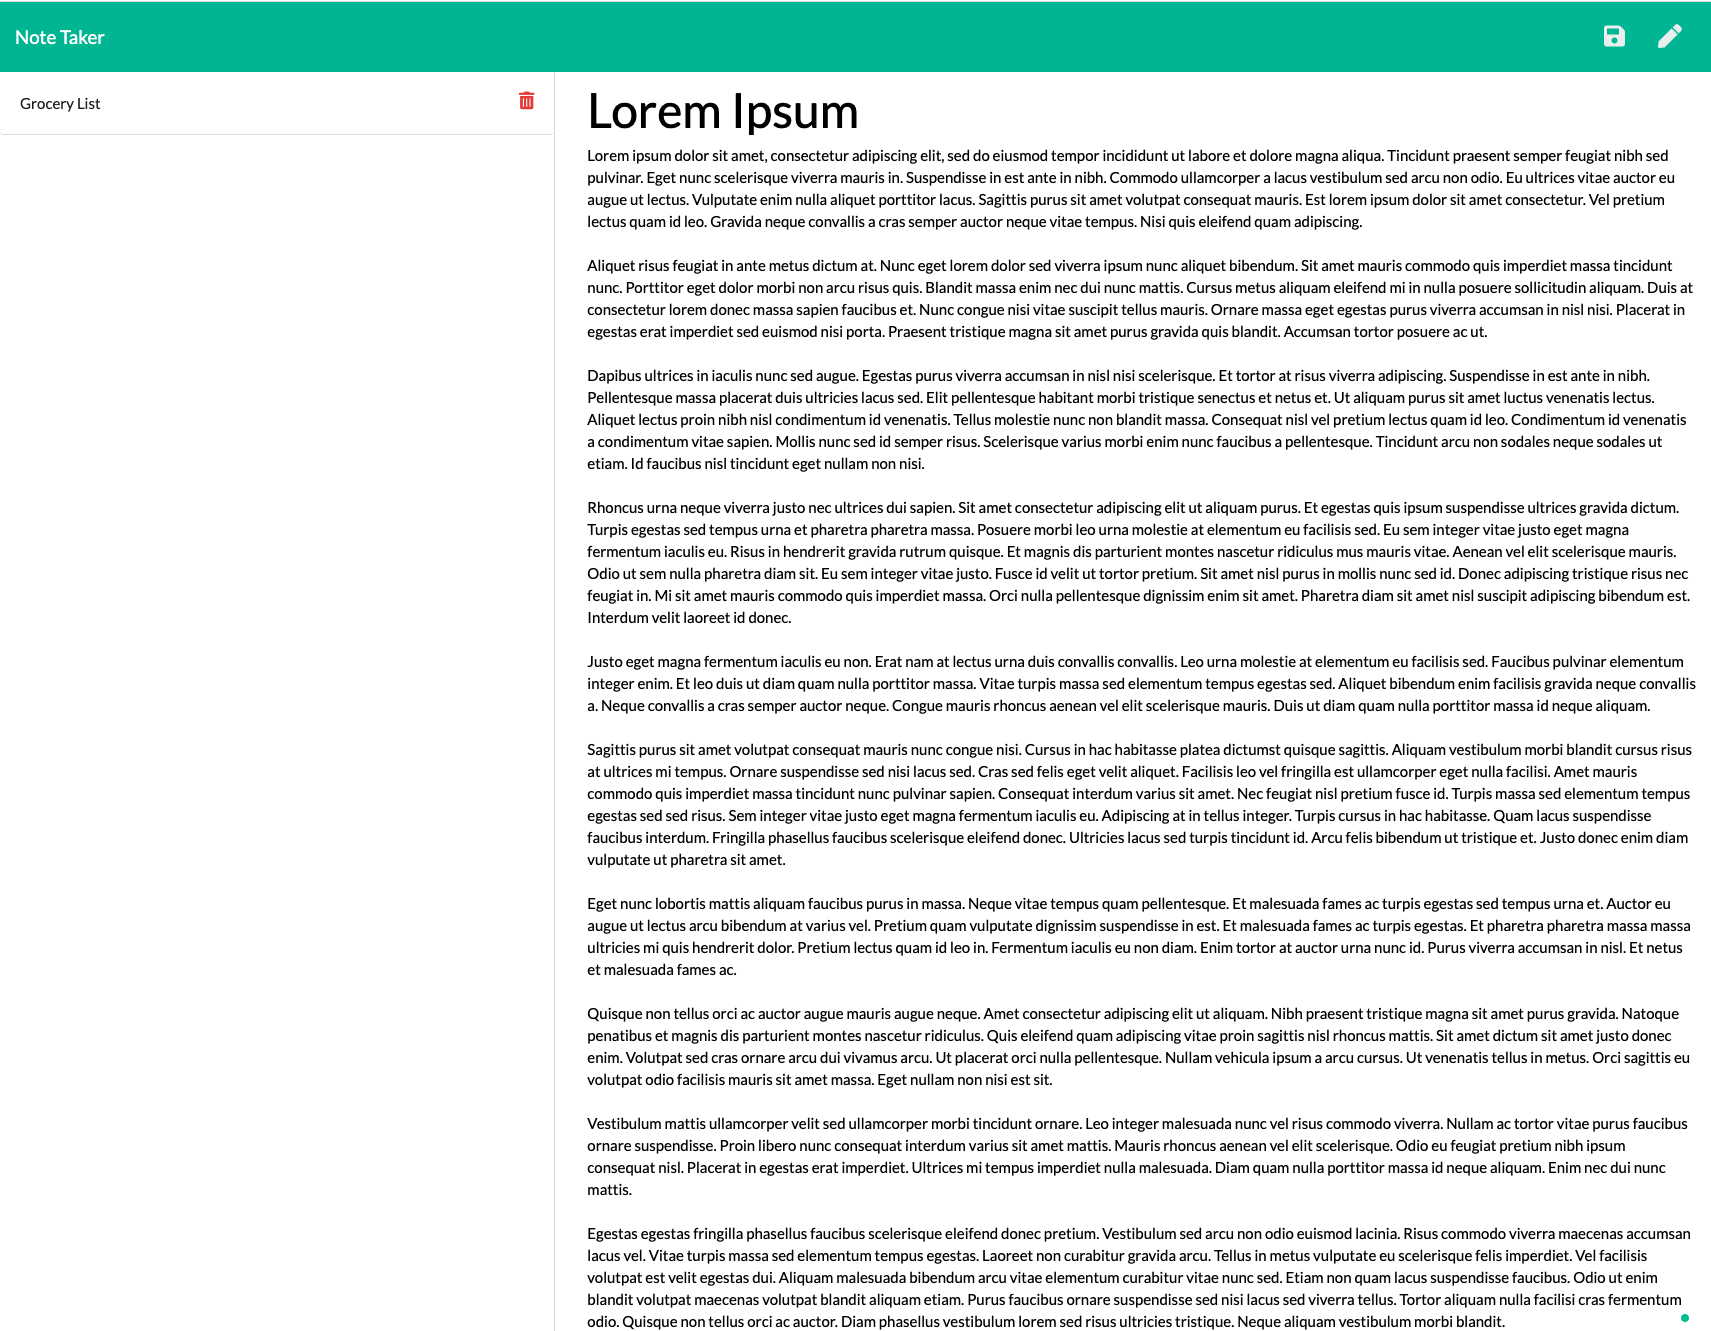 Note Taker
Grocery List
Lorem Ipsum
Lorem ipsum dolor sit amet, consectetur adipiscing elit, sed do eiusmod tempor incididunt ut labore et dolore magna aliqua. Tincidunt praesent semper feugiat nibh sed
pulvinar. Eget nunc scelerisque viverra mauris in. Suspendisse in est ante in nibh. Commodo ullamcorper a lacus vestibulum sed arcu non odio. Eu ultrices vitae auctor eu
augue ut lectus. Vulputate enim nulla aliquet porttitor lacus. Sagittis purus sit amet volutpat consequat mauris. Est lorem ipsum dolor sit amet consectetur. Vel pretium
lectus quam id leo. Gravida neque convallis a cras semper auctor neque vitae tempus. Nisi quis eleifend quam adipiscing.
Aliquet risus feugiat in ante metus dictum at. Nunc eget lorem dolor sed viverra ipsum nunc aliquet bibendum. Sit amet mauris commodo quis imperdiet massa tincidunt
nunc. Porttitor eget dolor morbi non arcu risus quis. Blandit massa enim nec dui nunc mattis. Cursus metus aliquam eleifend mi in nulla posuere sollicitudin aliquam. Duis at
consectetur lorem donec massa sapien faucibus et. Nunc congue nisi vitae suscipit tellus mauris. Ornare massa eget egestas purus viverra accumsan in nisl nisi. Placerat in
egestas erat imperdiet sed euismod nisi porta. Praesent tristique magna sit amet purus gravida quis blandit. Accumsan tortor posuere ac ut.
Dapibus ultrices in iaculis nunc sed augue. Egestas purus viverra accumsan in nisl nisi scelerisque. Et tortor at risus viverra adipiscing. Suspendisse in est ante in nibh.
Pellentesque massa placerat duis ultricies lacus sed. Elit pellentesque habitant morbi tristique senectus et netus et. Ut aliquam purus sit amet luctus venenatis lectus.
Aliquet lectus proin nibh nisl condimentum id venenatis. Tellus molestie nunc non blandit massa. Consequat nisl vel pretium lectus quam id leo. Condimentum id venenatis
a condimentum vitae sapien. Mollis nunc sed id semper risus. Scelerisque varius morbi enim nunc faucibus a pellentesque. Tincidunt arcu non sodales neque sodales ut
etiam. Id faucibus nisl tincidunt eget nullam non nisi.
Rhoncus urna neque viverra justo nec ultrices dui sapien. Sit amet consectetur adipiscing elit ut aliquam purus. Et egestas quis ipsum suspendisse ultrices gravida dictum.
Turpis egestas sed tempus urna et pharetra pharetra massa. Posuere morbi leo urna molestie at elementum eu facilisis sed. Eu sem integer vitae justo eget magna
fermentum iaculis eu. Risus in hendrerit gravida rutrum quisque. Et magnis dis parturient montes nascetur ridiculus mus mauris vitae. Aenean vel elit scelerisque mauris.
Odio ut sem nulla pharetra diam sit. Eu sem integer vitae justo. Fusce id velit ut tortor pretium. Sit amet nisl purus in mollis nunc sed id. Donec adipiscing tristique risus nec
feugiat in. Mi sit amet mauris commodo quis imperdiet massa. Orci nulla pellentesque dignissim enim sit amet. Pharetra diam sit amet nisl suscipit adipiscing bibendum est.
Interdum velit laoreet id donec.
Justo eget magna fermentum iaculis eu non. Erat nam at lectus urna duis convallis convallis. Leo urna molestie at elementum eu facilisis sed. Faucibus pulvinar elementum
integer enim. Et leo duis ut diam quam nulla porttitor massa. Vitae turpis massa sed elementum tempus egestas sed. Aliquet bibendum enim facilisis gravida neque convallis
a. Neque convallis a cras semper auctor neque. Congue mauris rhoncus aenean vel elit scelerisque mauris. Duis ut diam quam nulla porttitor massa id neque aliquam.
Sagittis purus sit amet volutpat consequat mauris nunc congue nisi. Cursus in hac habitasse platea dictumst quisque sagittis. Aliquam vestibulum morbi blandit cursus risus
at ultrices mi tempus. Ornare suspendisse sed nisi lacus sed. Cras sed felis eget velit aliquet. Facilisis leo vel fringilla est ullamcorper eget nulla facilisi. Amet mauris
commodo quis imperdiet massa tincidunt nunc pulvinar sapien. Consequat interdum varius sit amet. Nec feugiat nisl pretium fusce id. Turpis massa sed elementum tempus
egestas sed sed risus. Sem integer vitae justo eget magna fermentum iaculis eu. Adipiscing at in tellus integer. Turpis cursus in hac habitasse. Quam lacus suspendisse
faucibus interdum. Fringilla phasellus faucibus scelerisque eleifend donec. Ultricies lacus sed turpis tincidunt id. Arcu felis bibendum ut tristique et. Justo donec enim diam
vulputate ut pharetra sit amet.
Eget nunc lobortis mattis aliquam faucibus purus in massa. Neque vitae tempus quam pellentesque. Et malesuada fames ac turpis egestas sed tempus urna et. Auctor eu
augue ut lectus arcu bibendum at varius vel. Pretium quam vulputate dignissim suspendisse in est. Et malesuada fames ac turpis egestas. Et pharetra pharetra massa massa
ultricies mi quis hendrerit dolor. Pretium lectus quam id leo in. Fermentum iaculis eu non diam. Enim tortor at auctor urna nunc id. Purus viverra accumsan in nisl. Et netus
et malesuada fames ac.
Quisque non tellus orci ac auctor augue mauris augue neque. Amet consectetur adipiscing elit ut aliquam. Nibh praesent tristique magna sit amet purus gravida. Natoque
penatibus et magnis dis parturient montes nascetur ridiculus. Quis eleifend quam adipiscing vitae proin sagittis nisl rhoncus mattis. Sit amet dictum sit amet justo donec
enim. Volutpat sed cras ornare arcu dui vivamus arcu. Ut placerat orci nulla pellentesque. Nullam vehicula ipsum a arcu cursus. Ut venenatis tellus in metus. Orci sagittis eu
volutpat odio facilisis mauris sit amet massa. Eget nullam non nisi est sit.
Vestibulum mattis ullamcorper velit sed ullamcorper morbi tincidunt ornare. Leo integer malesuada nunc vel risus commodo viverra. Nullam ac tortor vitae purus faucibus
ornare suspendisse. Proin libero nunc consequat interdum varius sit amet mattis. Mauris rhoncus aenean vel elit scelerisque. Odio eu feugiat pretium nibh ipsum
consequat nisl. Placerat in egestas erat imperdiet. Ultrices mi tempus imperdiet nulla malesuada. Diam quam nulla porttitor massa id neque aliquam. Enim nec dui nunc
mattis.
Egestas egestas fringilla phasellus faucibus scelerisque eleifend donec pretium. Vestibulum sed arcu non odio euismod lacinia. Risus commodo viverra maecenas accumsan
lacus vel. Vitae turpis massa sed elementum tempus egestas. Laoreet non curabitur gravida arcu. Tellus in metus vulputate eu scelerisque felis imperdiet. Vel facilisis
volutpat est velit egestas dui. Aliquam malesuada bibendum arcu vitae elementum curabitur vitae nunc sed. Etiam non quam lacus suspendisse faucibus. Odio ut enim
blandit volutpat maecenas volutpat blandit aliquam etiam. Purus faucibus ornare suspendisse sed nisi lacus sed viverra tellus. Tortor aliquam nulla facilisi cras fermentum
odio. Quisque non tellus orci ac auctor. Diam phasellus vestibulum lorem sed risus ultricies tristique. Neque aliquam vestibulum morbi blandit.